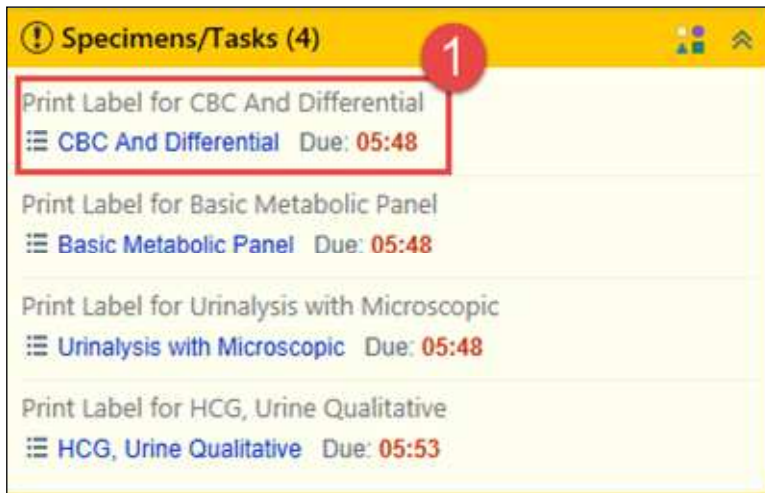 Specimens/Tasks (4)
1
Print Label for CBC And Differential
CBC And Differential Due: 05:48
Print Label for Basic Metabolic Panel
Basic Metabolic Panel Due: 05:48
Print Label for Urinalysis with Microscopic
Urinalysis with Microscopic Due: 05:48
Print Label for HCG, Urine Qualitative
HCG, Urine Qualitative Due: 05:53